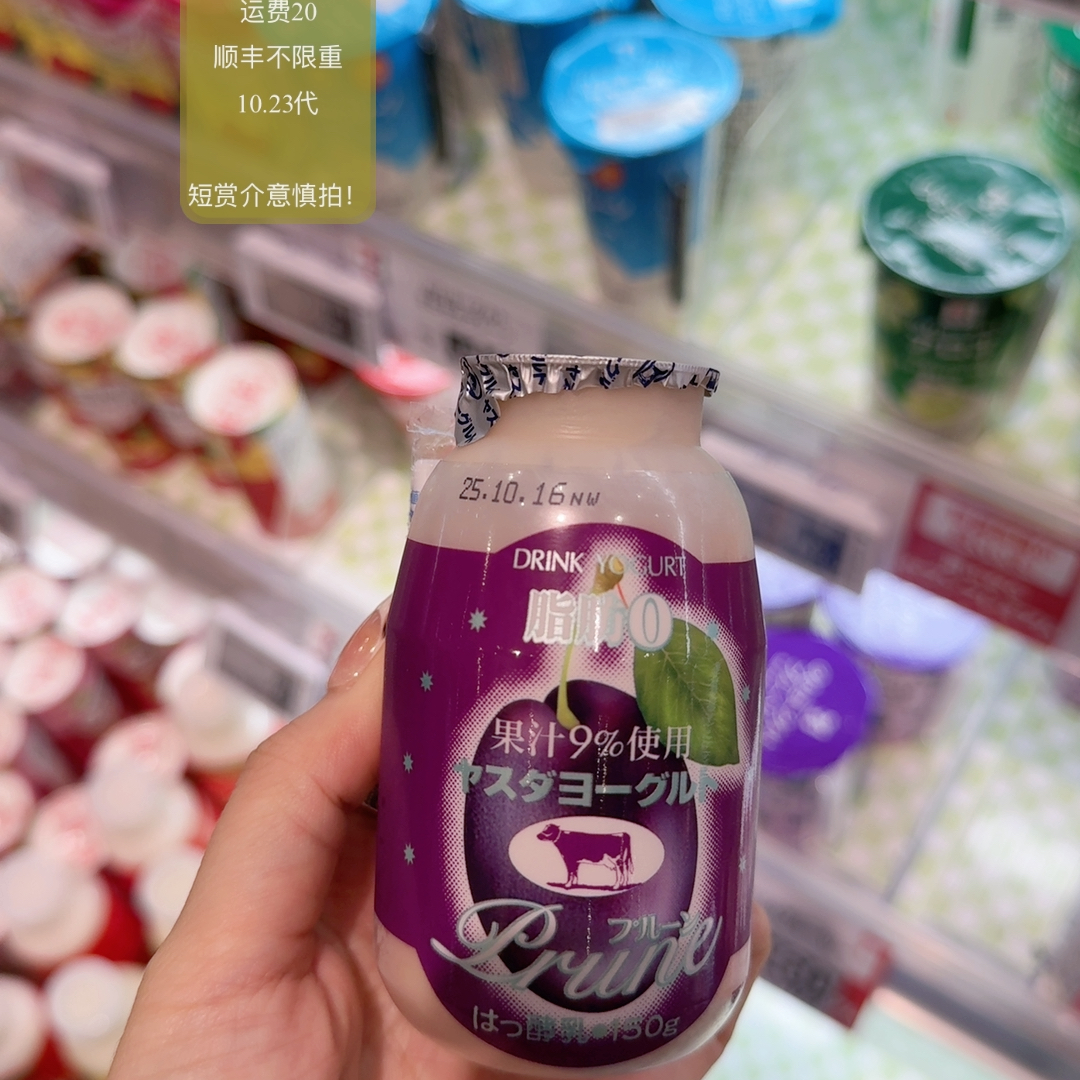 运费20
顺丰不限重
10.23代
短赏介意慎拍！
25.10.16NW
DRINK YOGURT
脂肪0
果汁9%使用
ヤスダヨーグルト
プルーン
Prune
はっ酵乳●150g